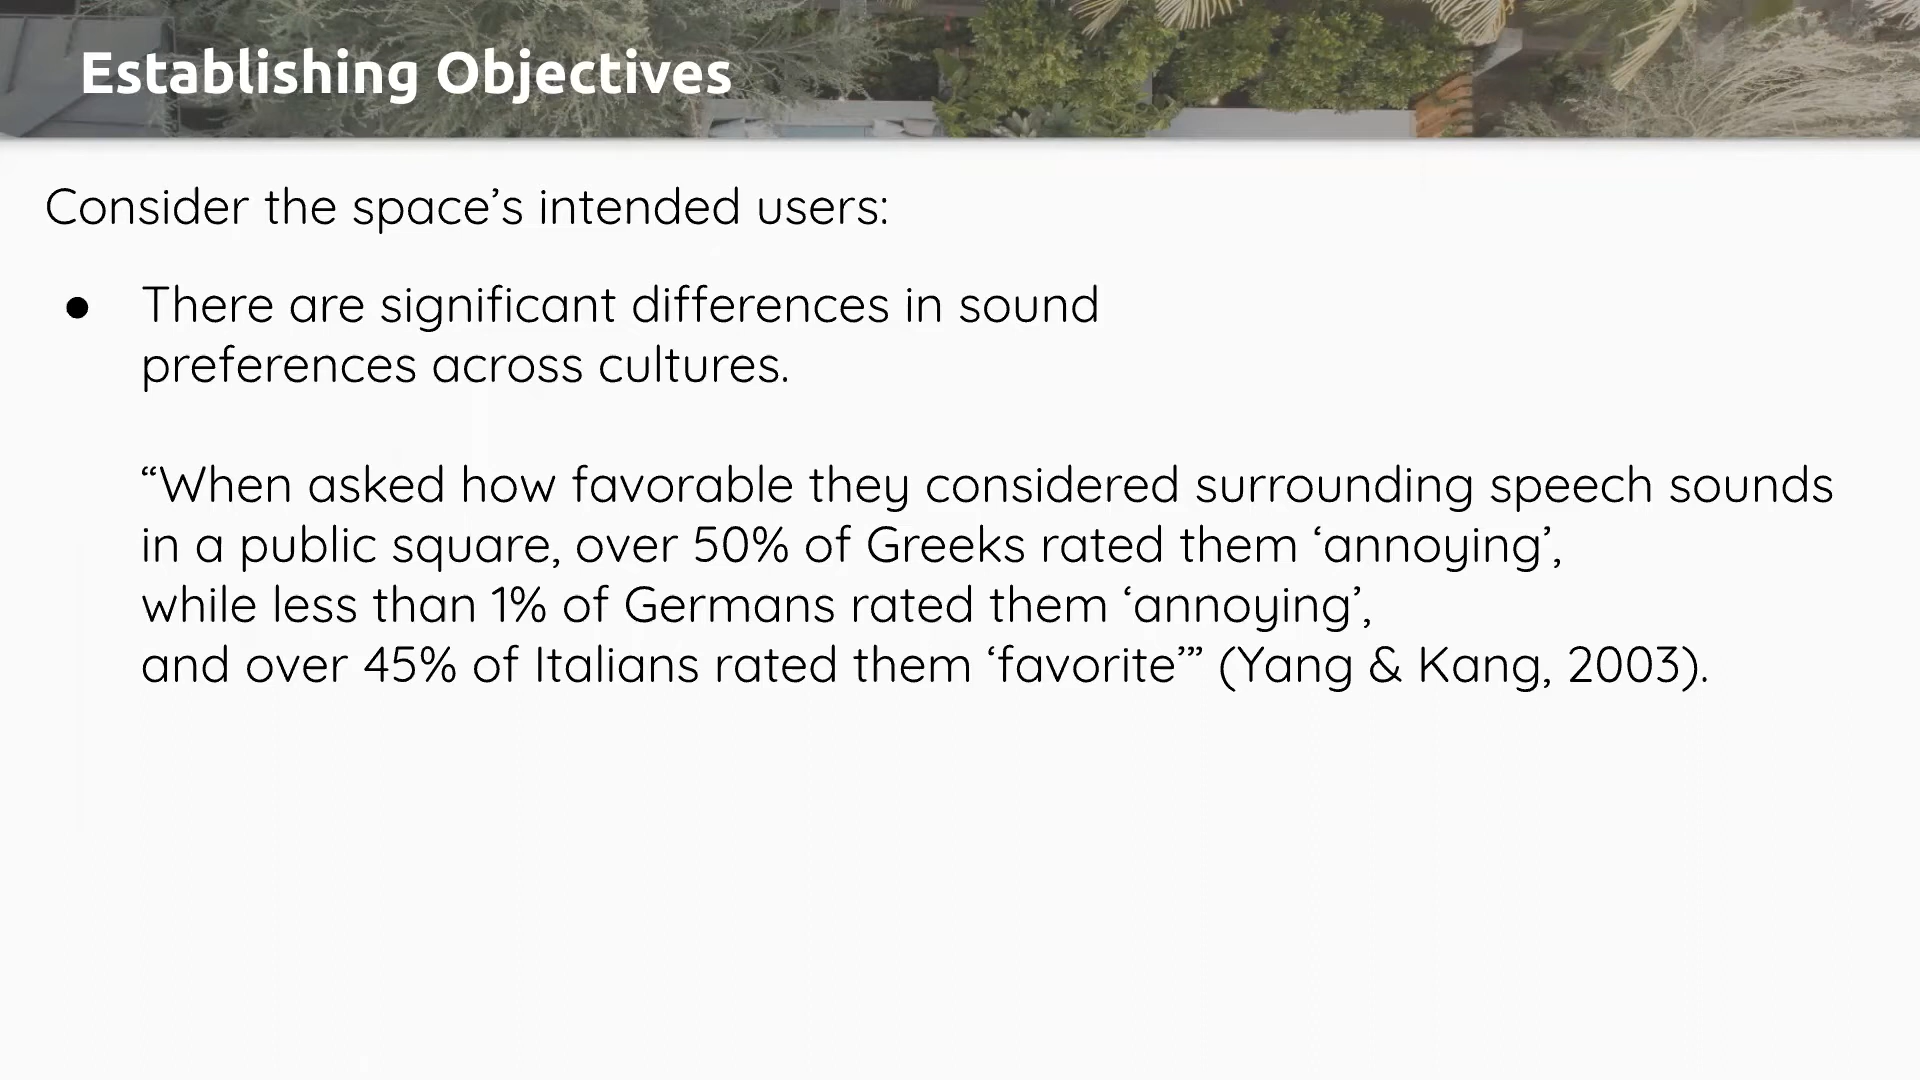 Establishing Objectives
Consider the space’s intended users:
● There are significant differences in sound
preferences across cultures.
“When asked how favorable they considered surrounding speech sounds
in a public square, over 50% of Greeks rated them ‘annoying’,
while less than 1% of Germans rated them ‘annoying’,
and over 45% of Italians rated them ‘favorite’” (Yang & Kang, 2003).